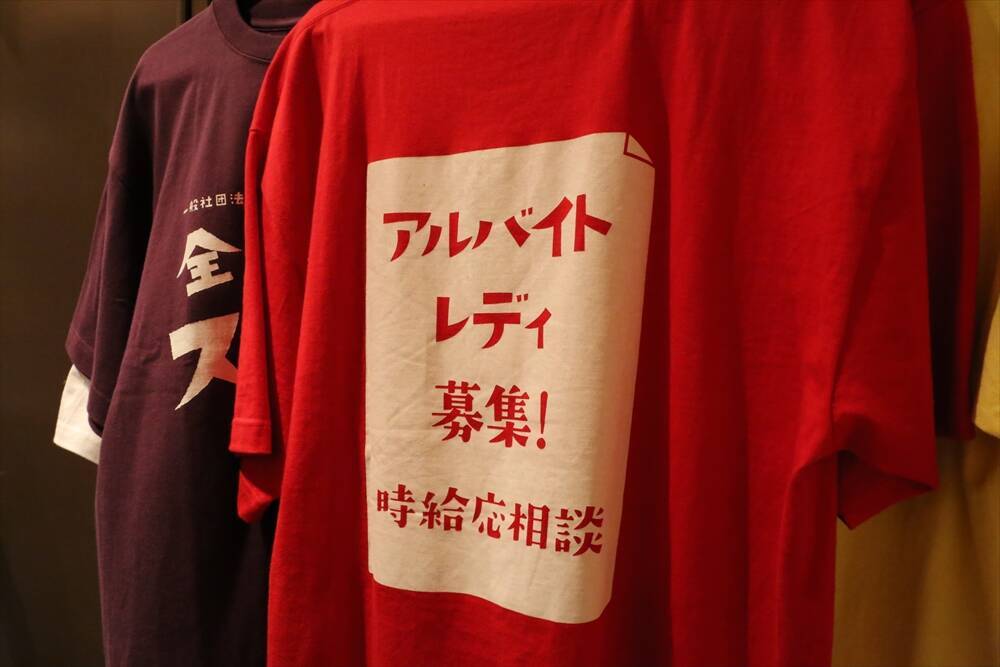 一般社団法
全
ス
アルバイト
レディ
募集!
時給応相談